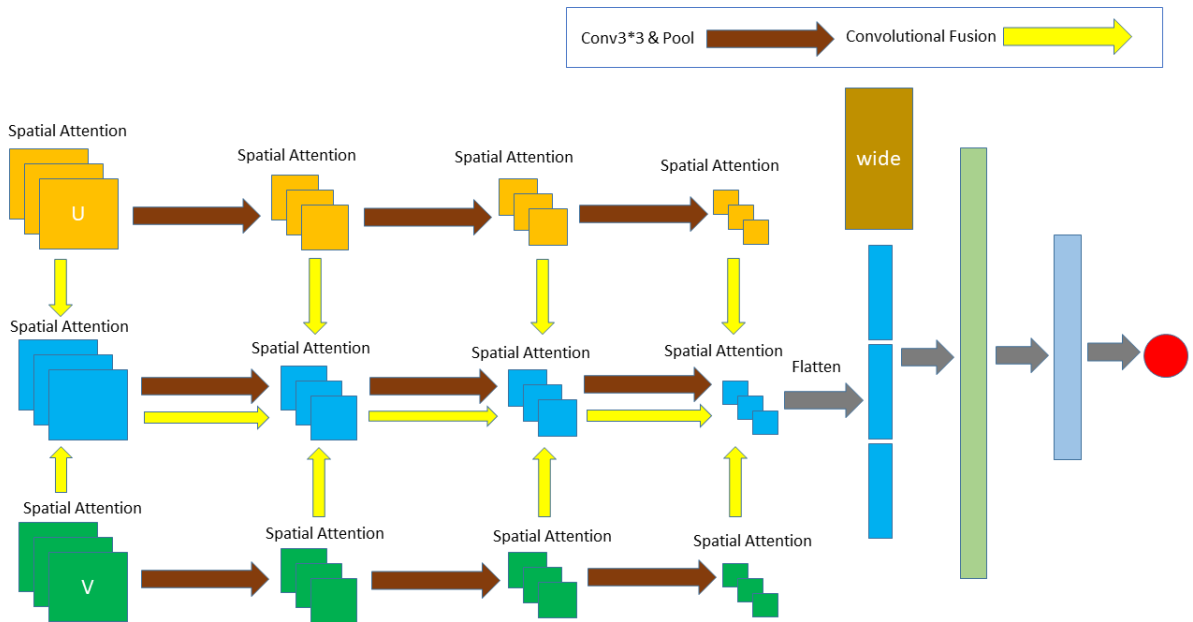 Conv3*3 & Pool
Convolutional Fusion
Spatial Attention
Spatial Attention
Spatial Attention
Spatial Attention
wide
U
Spatial Attention
Spatial Attention
Spatial Attention
Spatial Attention
Flatten
Spatial Attention
Spatial Attention
Spatial Attention
Spatial Attention
V